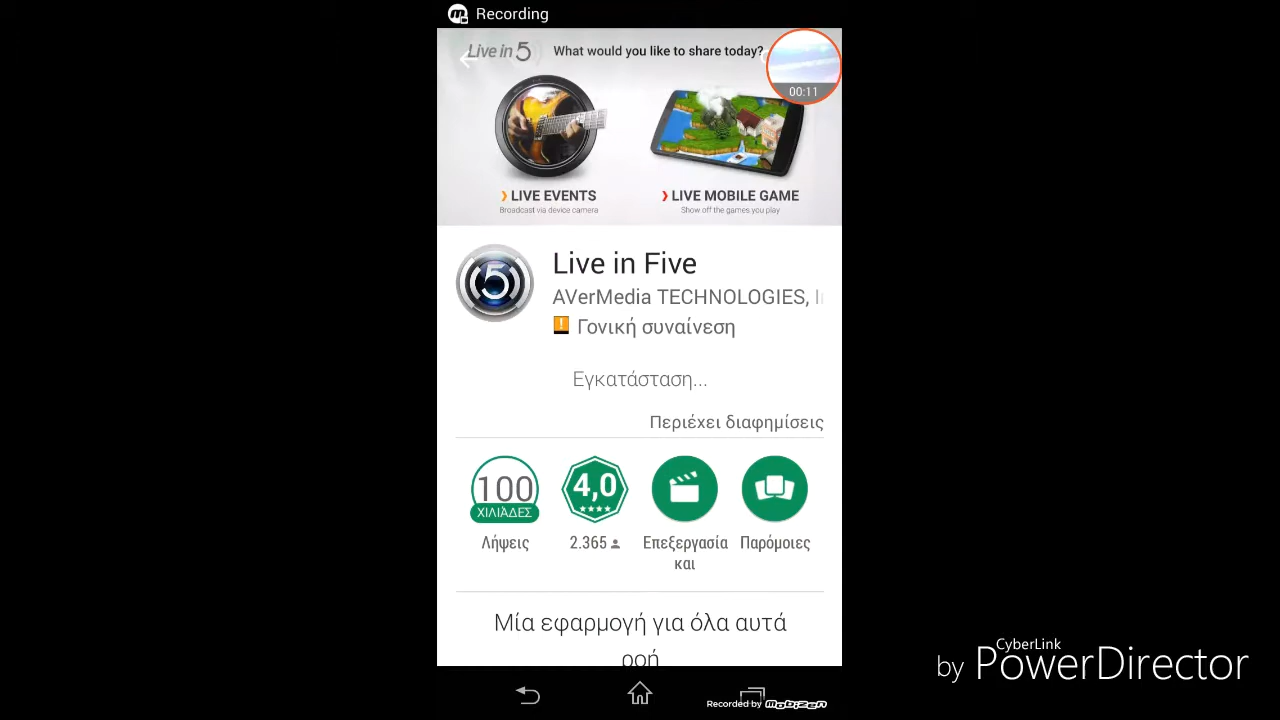 Recording
Live in 5
What would you like to share today?
00:11
❯ LIVE EVENTS
Broadcast via device camera
❯ LIVE MOBILE GAME
Show off the games you play
5
Live in Five
AVerMedia TECHNOLOGIES, I
Γονική συναίνεση
Εγκατάσταση...
Περιέχει διαφημίσεις
100
ΧΙΛΙΆΔΕΣ
4,0
Λήψεις
2.365
Επεξεργασία
και
Παρόμοιες
Μία εφαρμογή για όλα αυτά
ροή
Recorded by mobizen
CyberLink
by PowerDirector